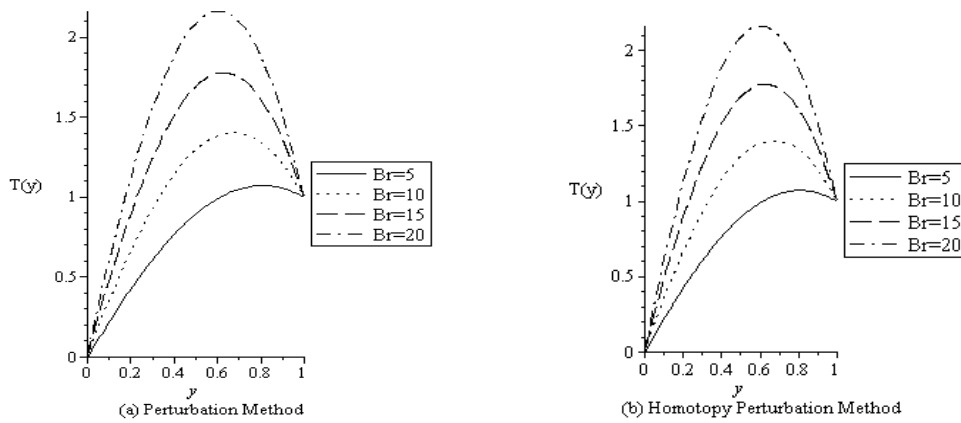 2
1.5
T(y) 1
0.5
0
0 0.2 0.4 0.6 0.8 1
y
Br=5
Br=10
Br=15
Br=20
(a) Perturbation Method
2
1.5
T(y) 1
0.5
0
0 0.2 0.4 0.6 0.8 1
y
Br=5
Br=10
Br=15
Br=20
(b) Homotopy Perturbation Method